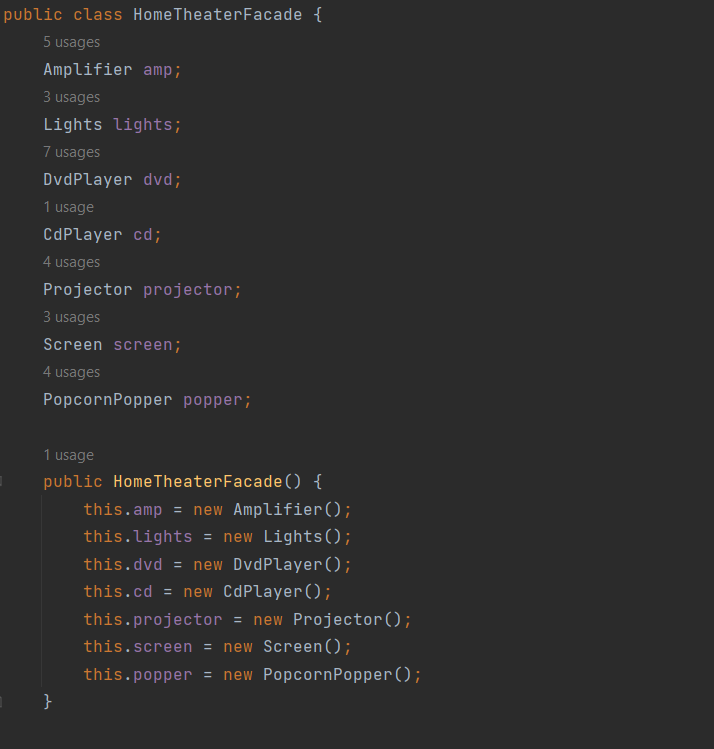 public class HomeTheaterFacade {
5 usages
Amplifier amp;
3 usages
Lights lights;
7 usages
DvdPlayer dvd;
1 usage
CdPlayer cd;
4 usages
Projector projector;
3 usages
Screen screen;
4 usages
PopcornPopper popper;
1 usage
public HomeTheaterFacade() {
this.amp = new Amplifier();
this.lights = new Lights();
this.dvd = new DvdPlayer();
this.cd = new CdPlayer();
this.projector = new Projector();
this.screen = new Screen();
this.popper = new PopcornPopper();
}